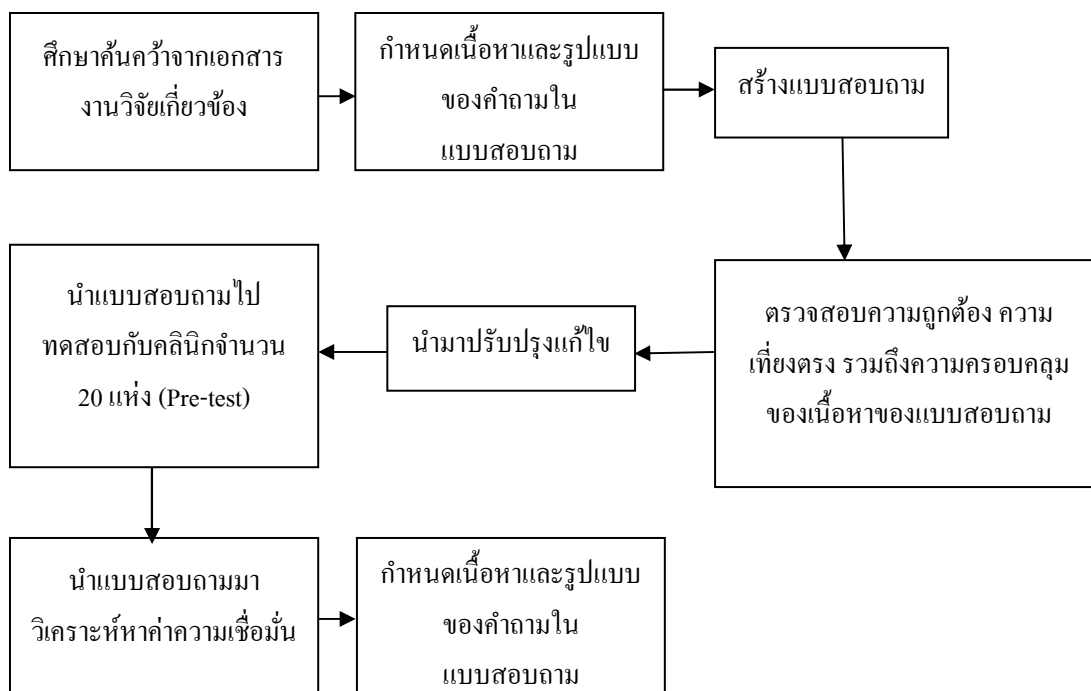 ศึกษาค้นคว้าจากเอกสาร
งานวิจัยเกี่ยวข้อง
กำหนดเนื้อหาและรูปแบบ
ของคำถามใน
แบบสอบถาม
สร้างแบบสอบถาม
ตรวจสอบความถูกต้อง ความ
เที่ยงตรง รวมถึงความครอบคลุม
ของเนื้อหาของแบบสอบถาม
นำมาปรับปรุงแก้ไข
นำแบบสอบถามไป
ทดสอบกับคลินิกจำนวน
20 แห่ง (Pre-test)
นำแบบสอบถามมา
วิเคราะห์หาค่าความเชื่อมั่น
กำหนดเนื้อหาและรูปแบบ
ของคำถามใน
แบบสอบถาม